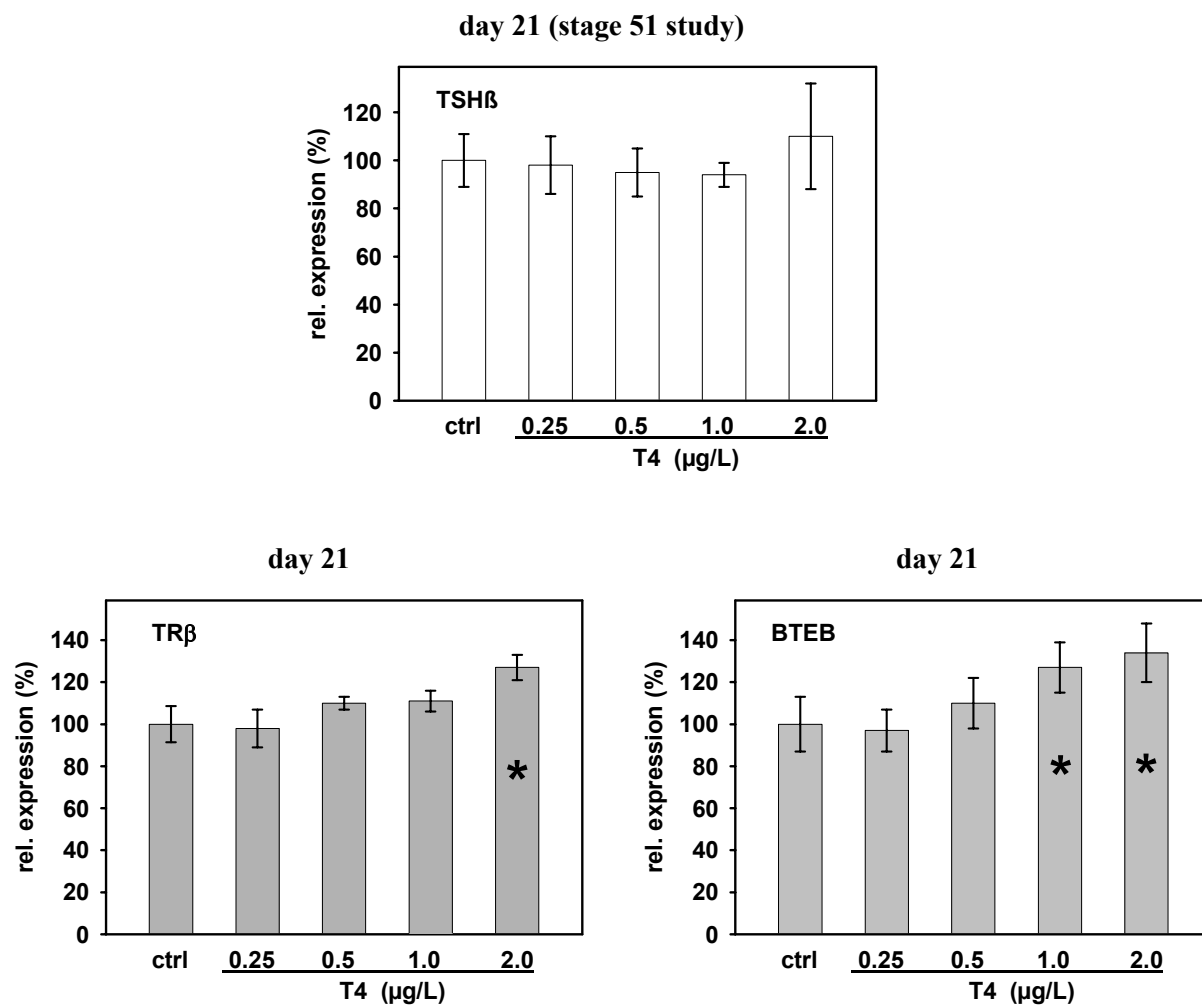 day 21 (stage 51 study)
TSHß
rel. expression (%)
120
100
80
60
40
20
0
ctrl 0.25 0.5 1.0 2.0
T4 (µg/L)
day 21
TRβ
rel. expression (%)
140
120
100
80
60
40
20
0
*
ctrl 0.25 0.5 1.0 2.0
T4 (µg/L)
day 21
BTEB
rel. expression (%)
140
120
100
80
60
40
20
0
* *
ctrl 0.25 0.5 1.0 2.0
T4 (µg/L)